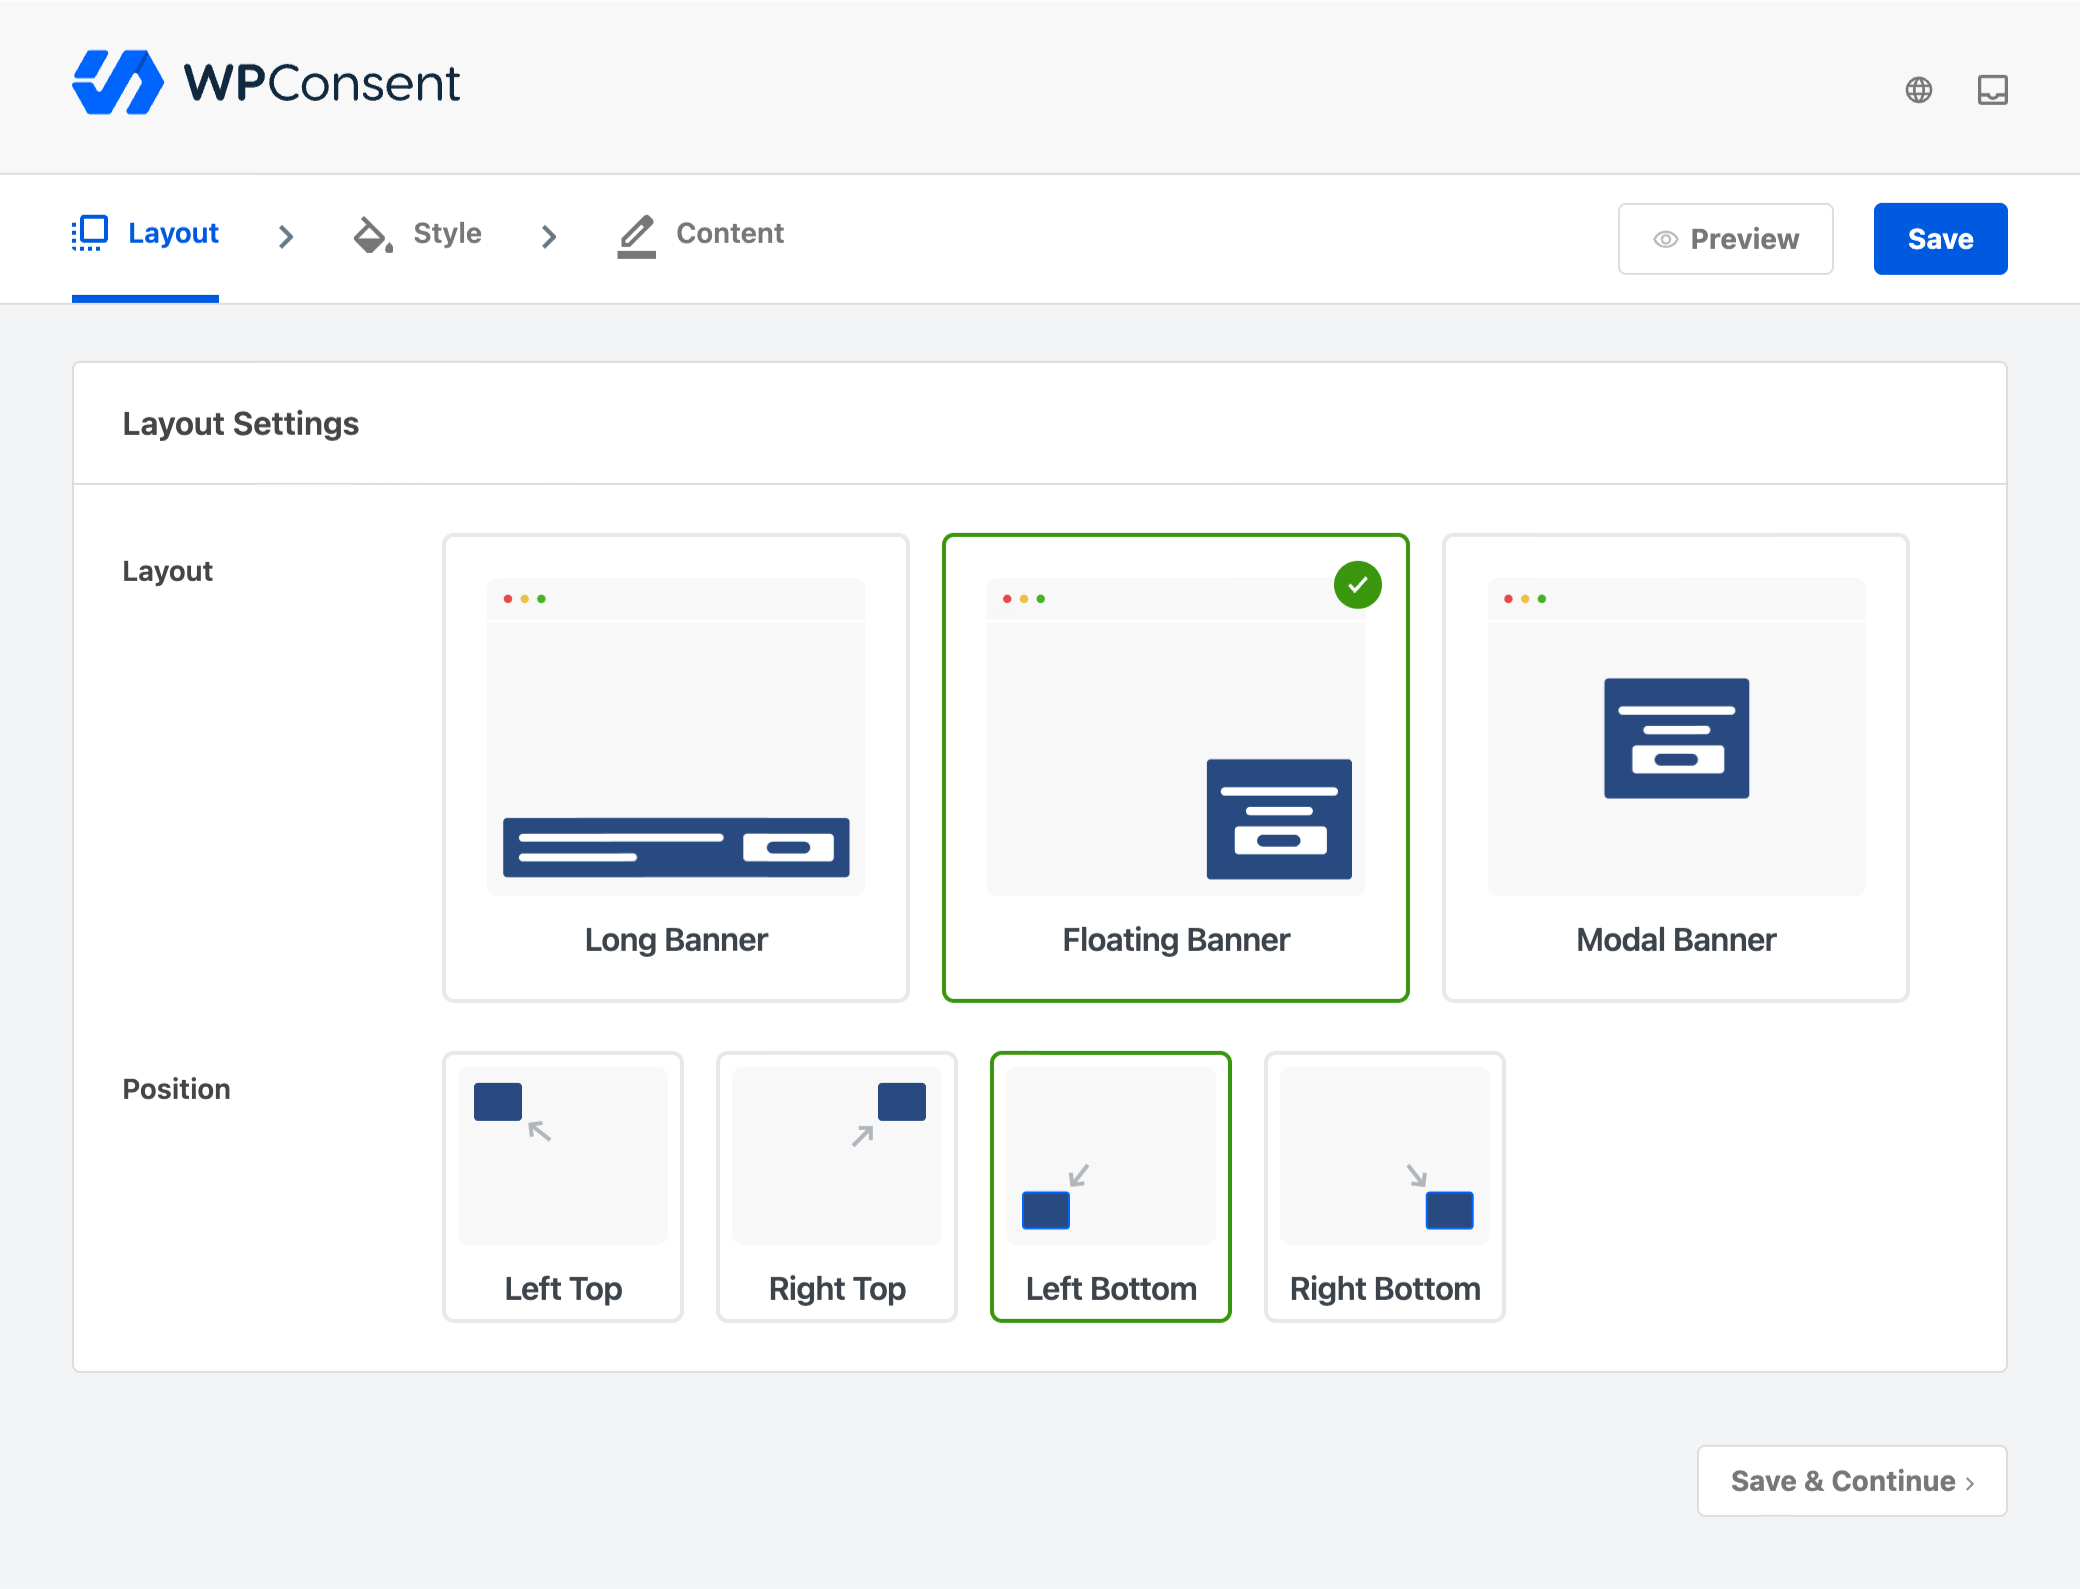 WPConsent
Layout
Style
Content
Preview
Save
Layout Settings
Layout
Long Banner
Floating Banner
Modal Banner
Position
Left Top
Right Top
Left Bottom
Right Bottom
Save & Continue ›